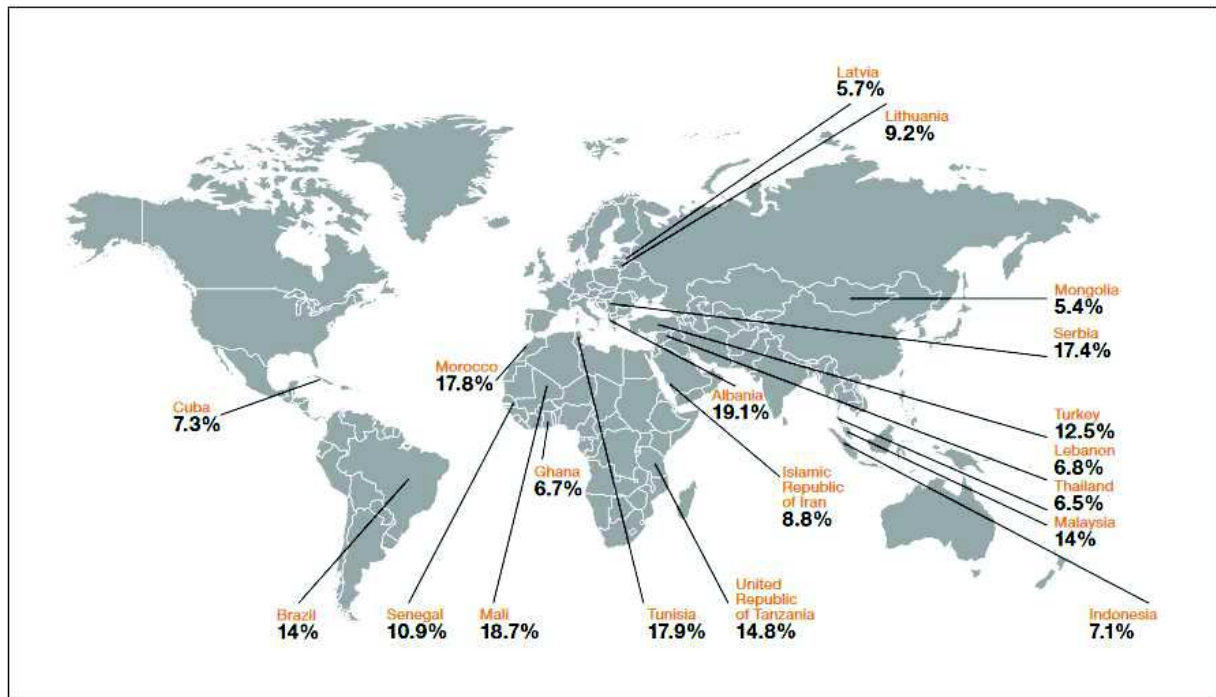 Latvia
5.7%
Lithuania
9.2%
Mongolia
5.4%
Serbia
17.4%
Morocco
17.8%
Albania
19.1%
Cuba
7.3%
Turkey
12.5%
Lebanon
6.8%
Ghana
6.7%
Islamic
Republic
of Iran
8.8%
Thailand
6.5%
Malaysia
14%
Brazil
14%
Senegal
10.9%
Mali
18.7%
Tunisia
17.9%
United
Republic
of Tanzania
14.8%
Indonesia
7.1%